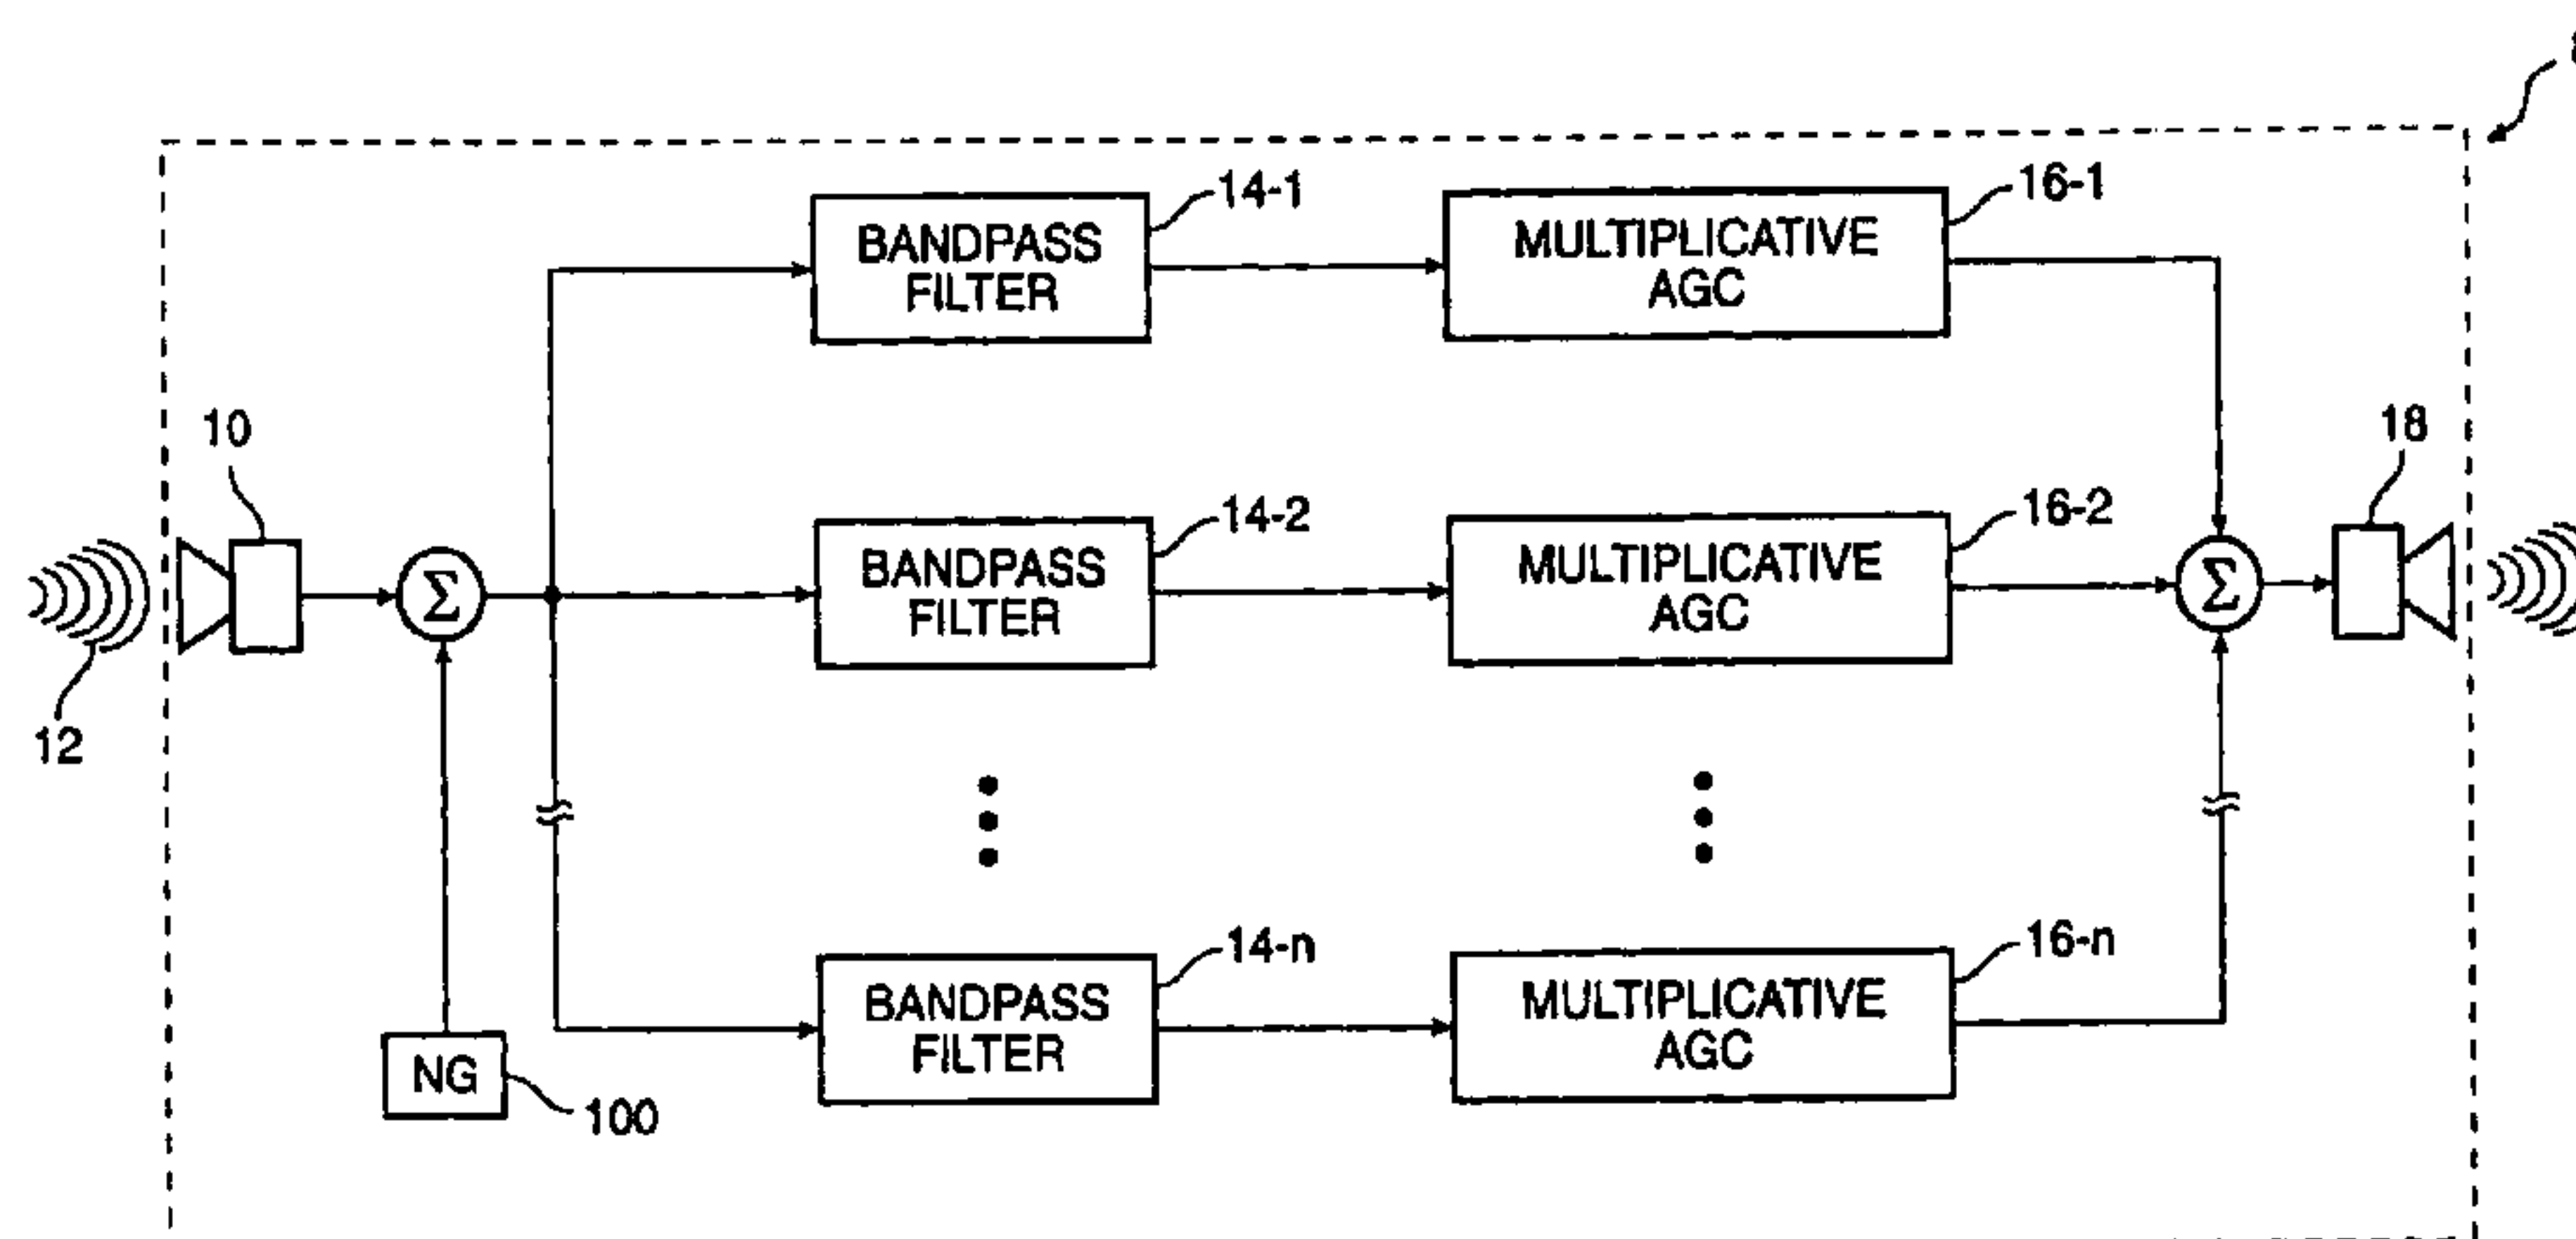 14-1
16-1
BANDPASS
FILTER
MULTIPLICATIVE
AGC
10
18
14-2
16-2
BANDPASS
FILTER
MULTIPLICATIVE
AGC
Σ
Σ
12
14-n
16-n
BANDPASS
FILTER
MULTIPLICATIVE
AGC
NG
100